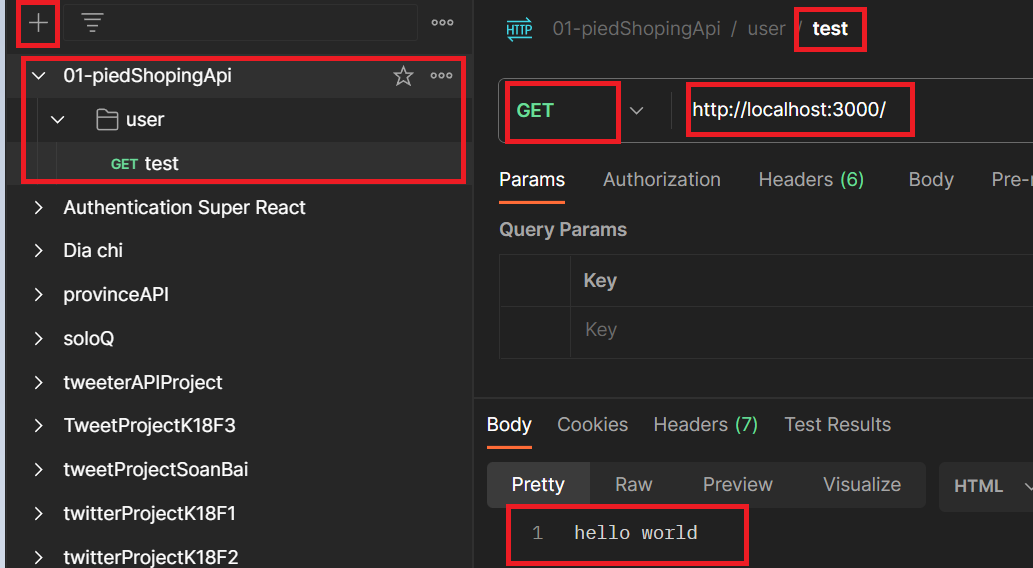 01-piedShopingApi
user
GET test
Authentication Super React
Dia chi
provinceAPI
soloQ
tweeterAPIProject
TweetProjectK18F3
tweetProjectSoanBai
twitterProjectK18F1
twitterProjectK18F2
HTTP 01-piedShopingApi / user / test
GET http://localhost:3000/
Params Authorization Headers (6) Body Pre-r
Query Params
Key
Key
Body Cookies Headers (7) Test Results
Pretty Raw Preview Visualize HTML
1 hello world